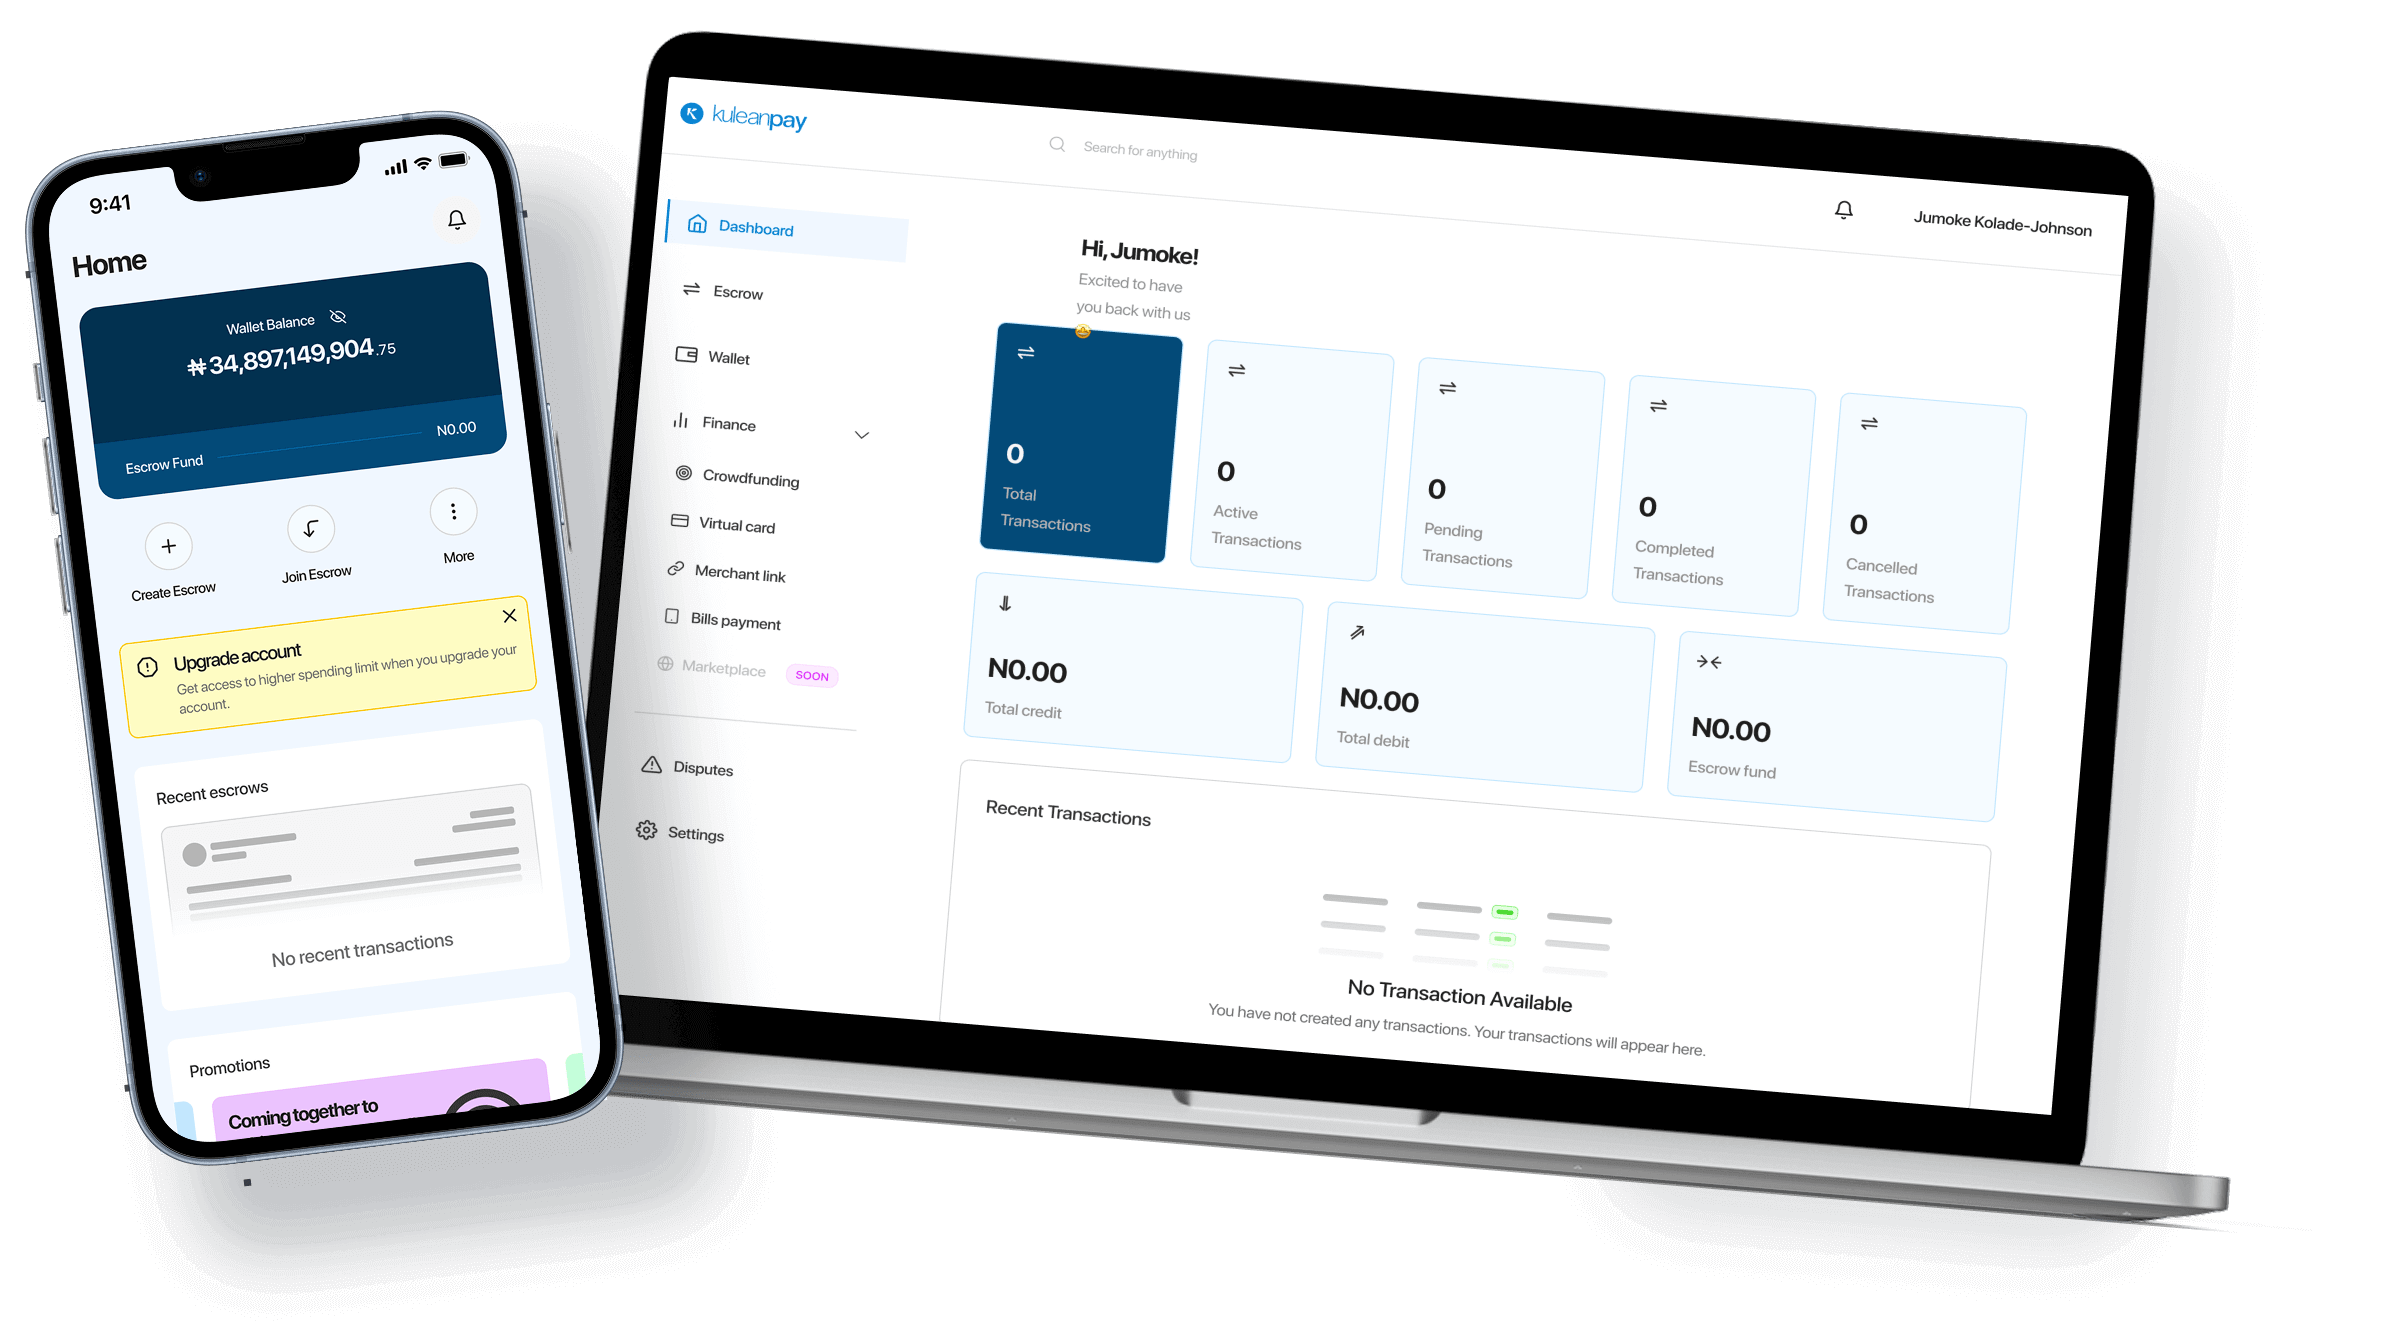 9:41
Home
Wallet Balance
₦34,897,149,904.75
Escrow Fund
N0.00
Create Escrow
Join Escrow
More
Upgrade account
Get access to higher spending limit when you upgrade your
account.
Recent escrows
No recent transactions
Promotions
Coming together to
kuleanpay
Search for anything
Jumoke Kolade-Johnson
Dashboard
Escrow
Wallet
Finance
Crowdfunding
Virtual card
Merchant link
Bills payment
Marketplace SOON
Disputes
Settings
Hi, Jumoke!
Excited to have
you back with us
0
Total
Transactions
0
Active
Transactions
0
Pending
Transactions
0
Completed
Transactions
0
Cancelled
Transactions
N0.00
Total credit
N0.00
Total debit
N0.00
Escrow fund
Recent Transactions
No Transaction Available
You have not created any transactions. Your transactions will appear here.